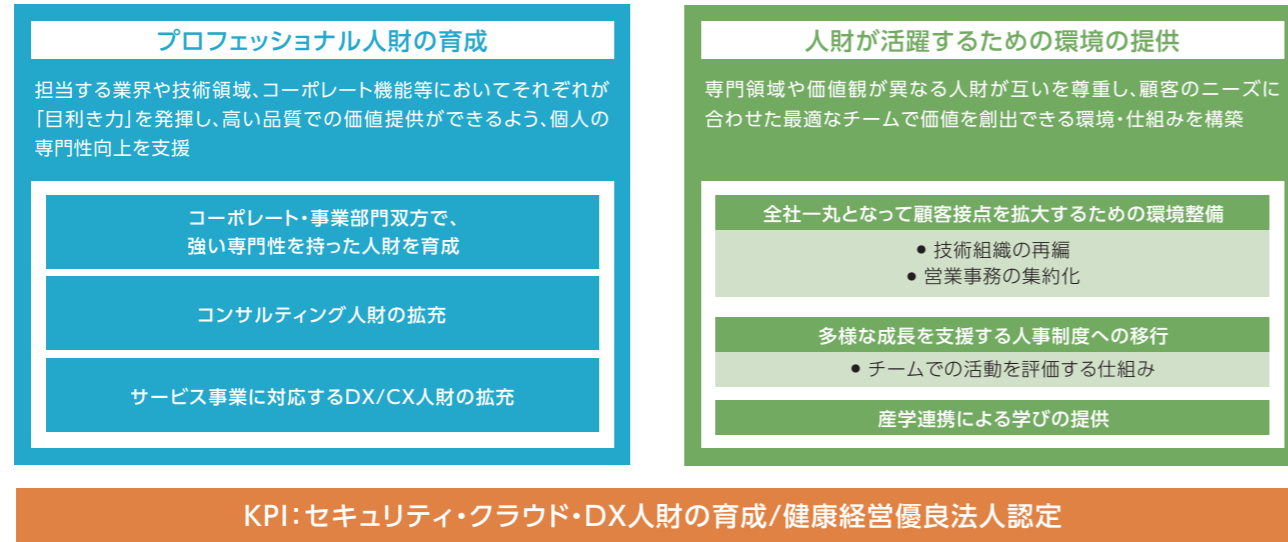 プロフェッショナル人財の育成
担当する業界や技術領域、コーポレート機能等においてそれぞれが
「目利き力」を発揮し、高い品質での価値提供ができるよう、個人の
専門性向上を支援
コーポレート・事業部門双方で、
強い専門性を持った人財を育成
コンサルティング人財の拡充
サービス事業に対応するDX/CX人財の拡充
人財が活躍するための環境の提供
専門領域や価値観が異なる人財が互いを尊重し、顧客のニーズに
合わせた最適なチームで価値を創出できる環境・仕組みを構築
全社一丸となって顧客接点を拡大するための環境整備
● 技術組織の再編
● 営業事務の集約化
多様な成長を支援する人事制度への移行
● チームでの活動を評価する仕組み
産学連携による学びの提供
KPI：セキュリティ・クラウド・DX人財の育成/健康経営優良法人認定